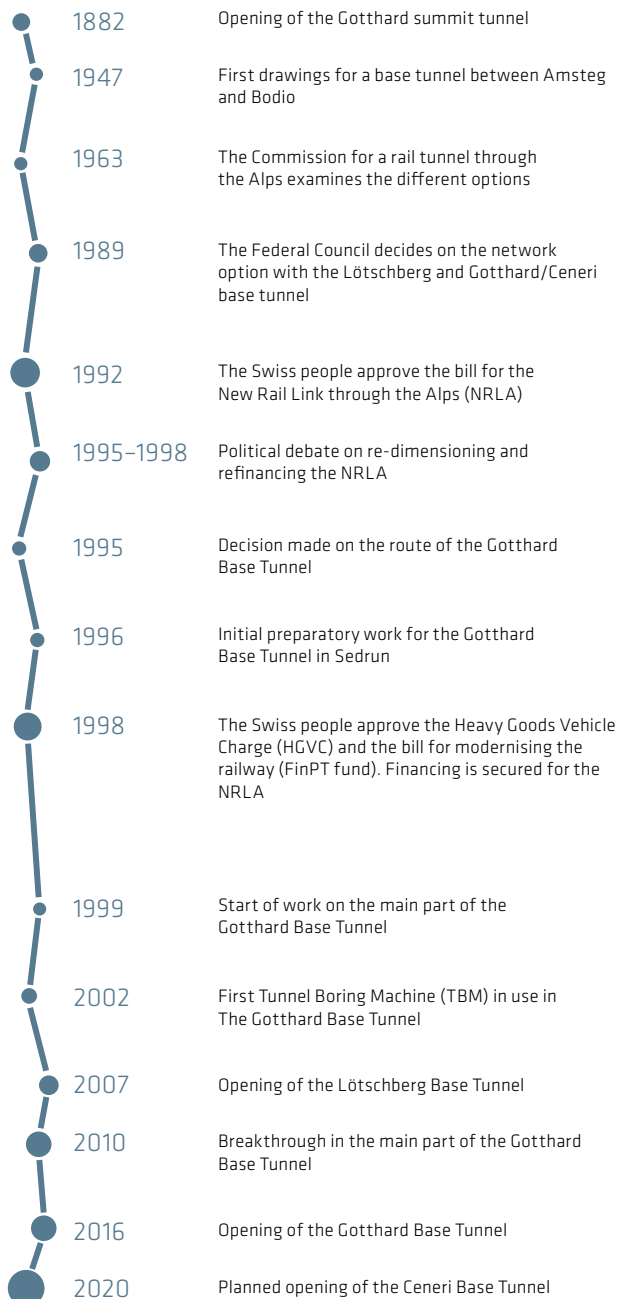 1882 Opening of the Gotthard summit tunnel
1947 First drawings for a base tunnel between Amsteg
and Bodio
1963 The Commission for a rail tunnel through
the Alps examines the different options
1989 The Federal Council decides on the network
option with the Lötschberg and Gotthard/Ceneri
base tunnel
1992 The Swiss people approve the bill for the
New Rail Link through the Alps (NRLA)
1995–1998 Political debate on re-dimensioning and
refinancing the NRLA
1995 Decision made on the route of the Gotthard
Base Tunnel
1996 Initial preparatory work for the Gotthard
Base Tunnel in Sedrun
1998 The Swiss people approve the Heavy Goods Vehicle
Charge (HGVC) and the bill for modernising the
railway (FinPT fund). Financing is secured for the
NRLA
1999 Start of work on the main part of the
Gotthard Base Tunnel
2002 First Tunnel Boring Machine (TBM) in use in
The Gotthard Base Tunnel
2007 Opening of the Lötschberg Base Tunnel
2010 Breakthrough in the main part of the Gotthard
Base Tunnel
2016 Opening of the Gotthard Base Tunnel
2020 Planned opening of the Ceneri Base Tunnel